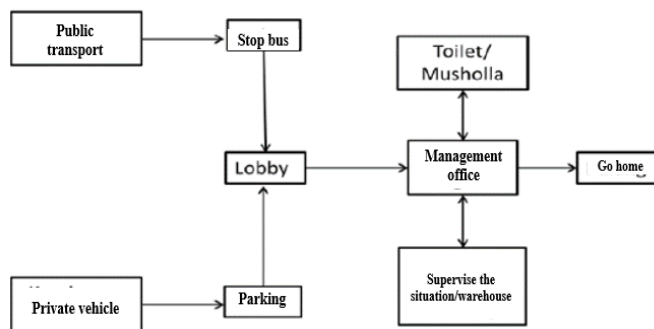 Public
transport
Stop bus
Toilet/
Musholla
Lobby
Management
office
Go home
Private vehicle
Parking
Supervise the
situation/warehouse